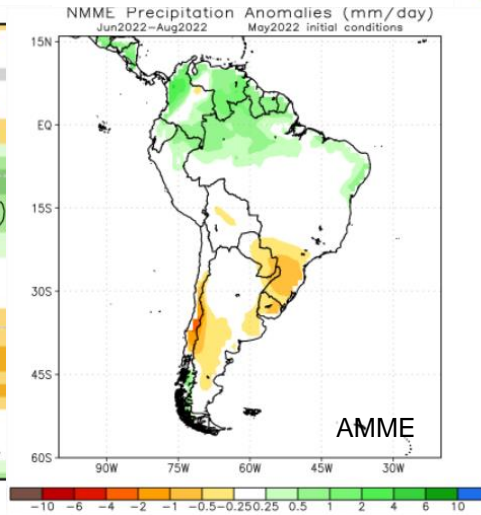 NMME Precipitation Anomalies (mm/day)
Jun2022–Aug2022 May2022 initial conditions
15N
EQ
15S
30S
45S
60S
AMME
90W 75W 60W 45W 30W
−10 −6 −4 −2 −1 −0.5 −0.25 0.25 0.5 1 2 4 6 10